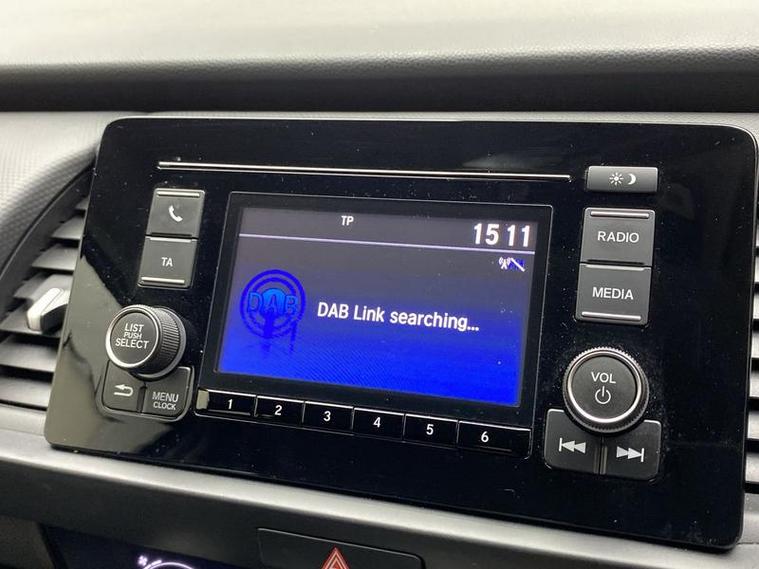 TP
15 11
TA
DAB
DAB Link searching...
RADIO
MEDIA
LIST
PUSH
SELECT
MENU
CLOCK
1 2 3 4 5 6
VOL